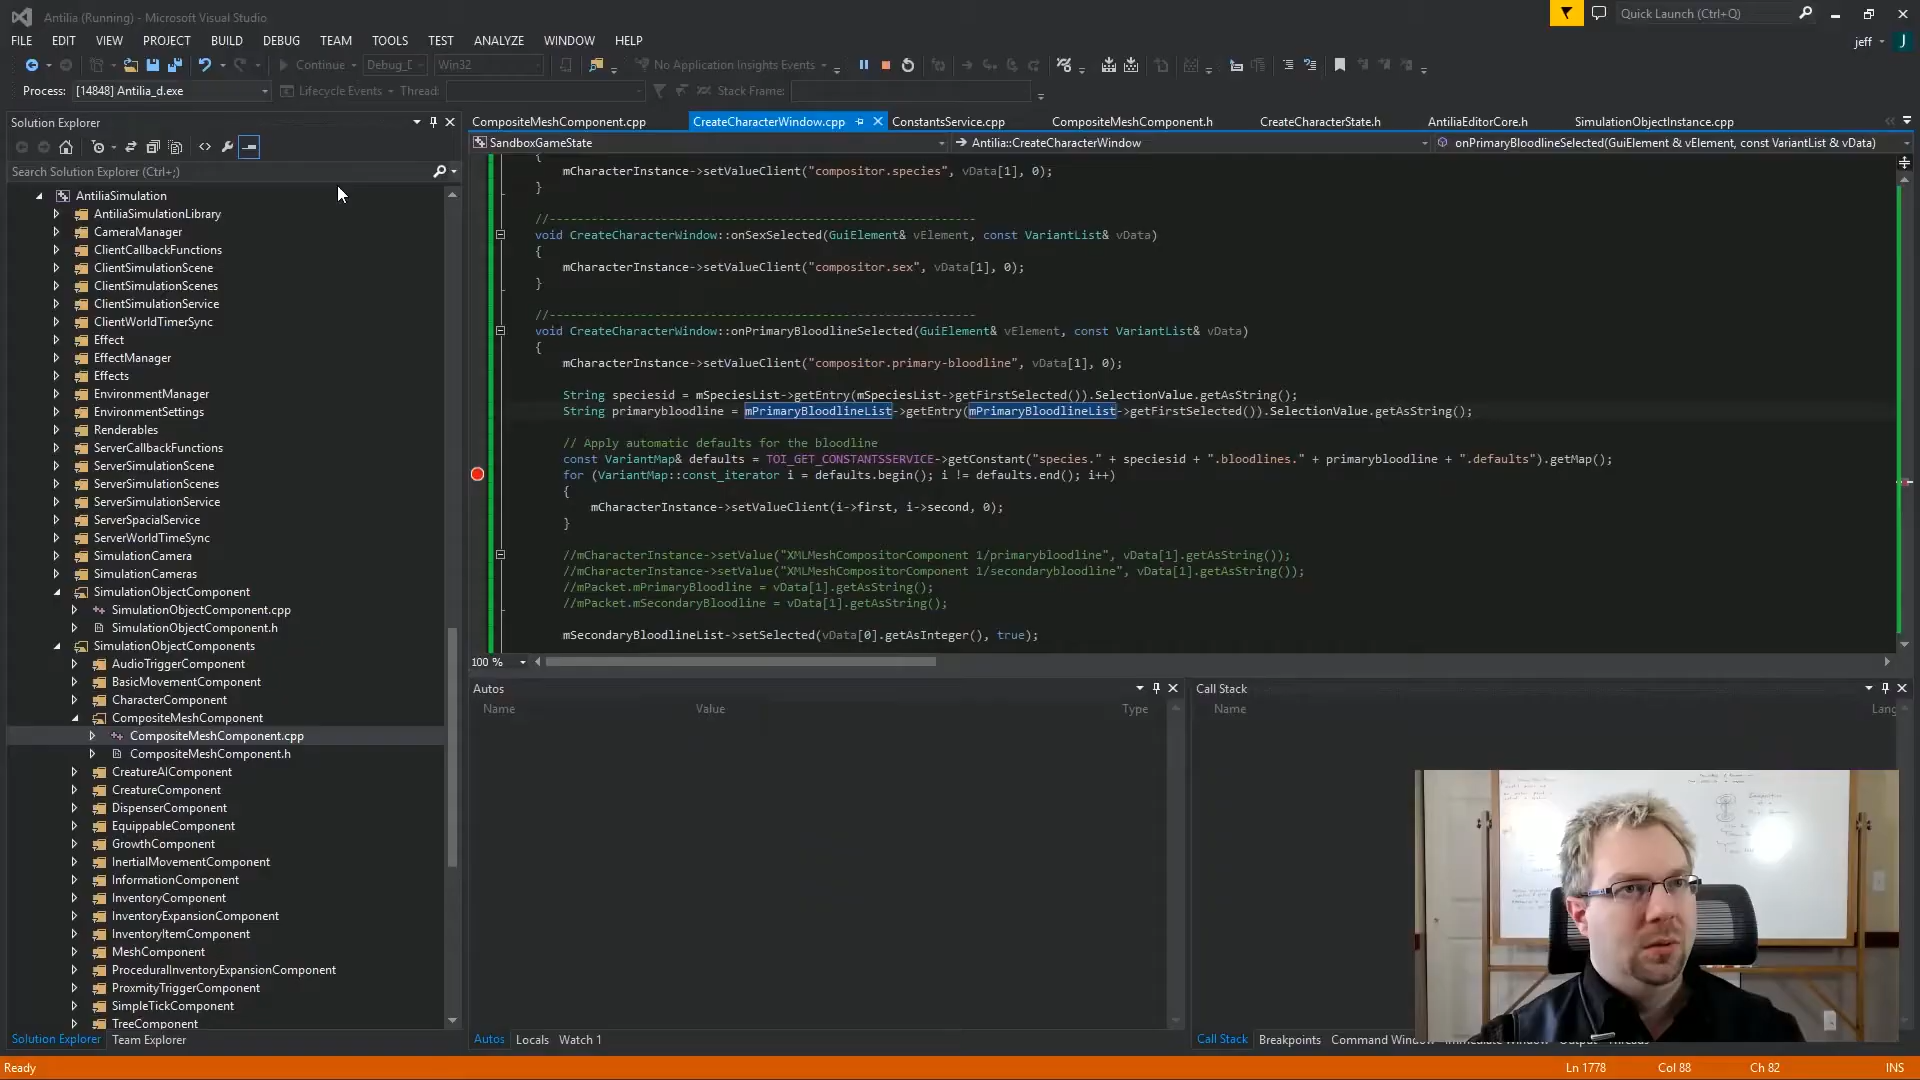 Antilia (Running) - Microsoft Visual Studio
Quick Launch (Ctrl+Q)
FILE EDIT VIEW PROJECT BUILD DEBUG TEAM TOOLS TEST ANALYZE WINDOW HELP
jeff J
Continue Debug_D Win32 No Application Insights Events
Process: [14848] Antilia_d.exe Lifecycle Events Thread: Stack Frame:
Solution Explorer
Search Solution Explorer (Ctrl+;)
AntiliaSimulation
AntiliaSimulationLibrary
CameraManager
ClientCallbackFunctions
ClientSimulationScene
ClientSimulationScenes
ClientSimulationService
ClientWorldTimerSync
Effect
EffectManager
Effects
EnvironmentManager
EnvironmentSettings
Renderables
ServerCallbackFunctions
ServerSimulationScene
ServerSimulationScenes
ServerSimulationService
ServerSpacialService
ServerWorldTimeSync
SimulationCamera
SimulationCameras
SimulationObjectComponent
SimulationObjectComponent.cpp
SimulationObjectComponent.h
SimulationObjectComponents
AudioTriggerComponent
BasicMovementComponent
CharacterComponent
CompositeMeshComponent
CompositeMeshComponent.cpp
CompositeMeshComponent.h
CreatureAIComponent
CreatureComponent
DispenserComponent
EquippableComponent
GrowthComponent
InertialMovementComponent
InformationComponent
InventoryComponent
InventoryExpansionComponent
InventoryItemComponent
MeshComponent
ProceduralInventoryExpansionComponent
ProxmityTriggerComponent
SimpleTickComponent
TreeComponent
Solution Explorer Team Explorer
CompositeMeshComponent.cpp CreateCharacterWindow.cpp ConstantsService.cpp CompositeMeshComponent.h CreateCharacterState.h AntiliaEditorCore.h SimulationObjectInstance.cpp
SandboxGameState Antilia::CreateCharacterWindow onPrimaryBloodlineSelected(GuiElement & vElement, const VariantList & vData)
{
mCharacterInstance->setValueClient("compositor.species", vData[1], 0);
}
//-------------------------------------------------------------
void CreateCharacterWindow::onSexSelected(GuiElement& vElement, const VariantList& vData)
{
mCharacterInstance->setValueClient("compositor.sex", vData[1], 0);
}
//-------------------------------------------------------------
void CreateCharacterWindow::onPrimaryBloodlineSelected(GuiElement& vElement, const VariantList& vData)
{
mCharacterInstance->setValueClient("compositor.primary-bloodline", vData[1], 0);
String speciesid = mSpeciesList->getEntry(mSpeciesList->getFirstSelected()).SelectionValue.getAsString();
String primarybloodline = mPrimaryBloodlineList->getEntry(mPrimaryBloodlineList->getFirstSelected()).SelectionValue.getAsString();
// Apply automatic defaults for the bloodline
const VariantMap& defaults = TOI_GET_CONSTANTSSERVICE->getConstant("species." + speciesid + ".bloodlines." + primarybloodline + ".defaults").getMap();
for (VariantMap::const_iterator i = defaults.begin(); i != defaults.end(); i++)
{
mCharacterInstance->setValueClient(i->first, i->second, 0);
}
//mCharacterInstance->setValue("XMLMeshCompositorComponent 1/primarybloodline", vData[1].getAsString());
//mCharacterInstance->setValue("XMLMeshCompositorComponent 1/secondarybloodline", vData[1].getAsString());
//mPacket.mPrimaryBloodline = vData[1].getAsString();
//mPacket.mSecondaryBloodline = vData[1].getAsString();
mSecondaryBloodlineList->setSelected(vData[0].getAsInteger(), true);
100 %
Autos
Name Value Type
Autos Locals Watch 1
Call Stack
Name Lang
Call Stack Breakpoints Command Windo
Ready Ln 1778 Col 88 Ch 82 INS